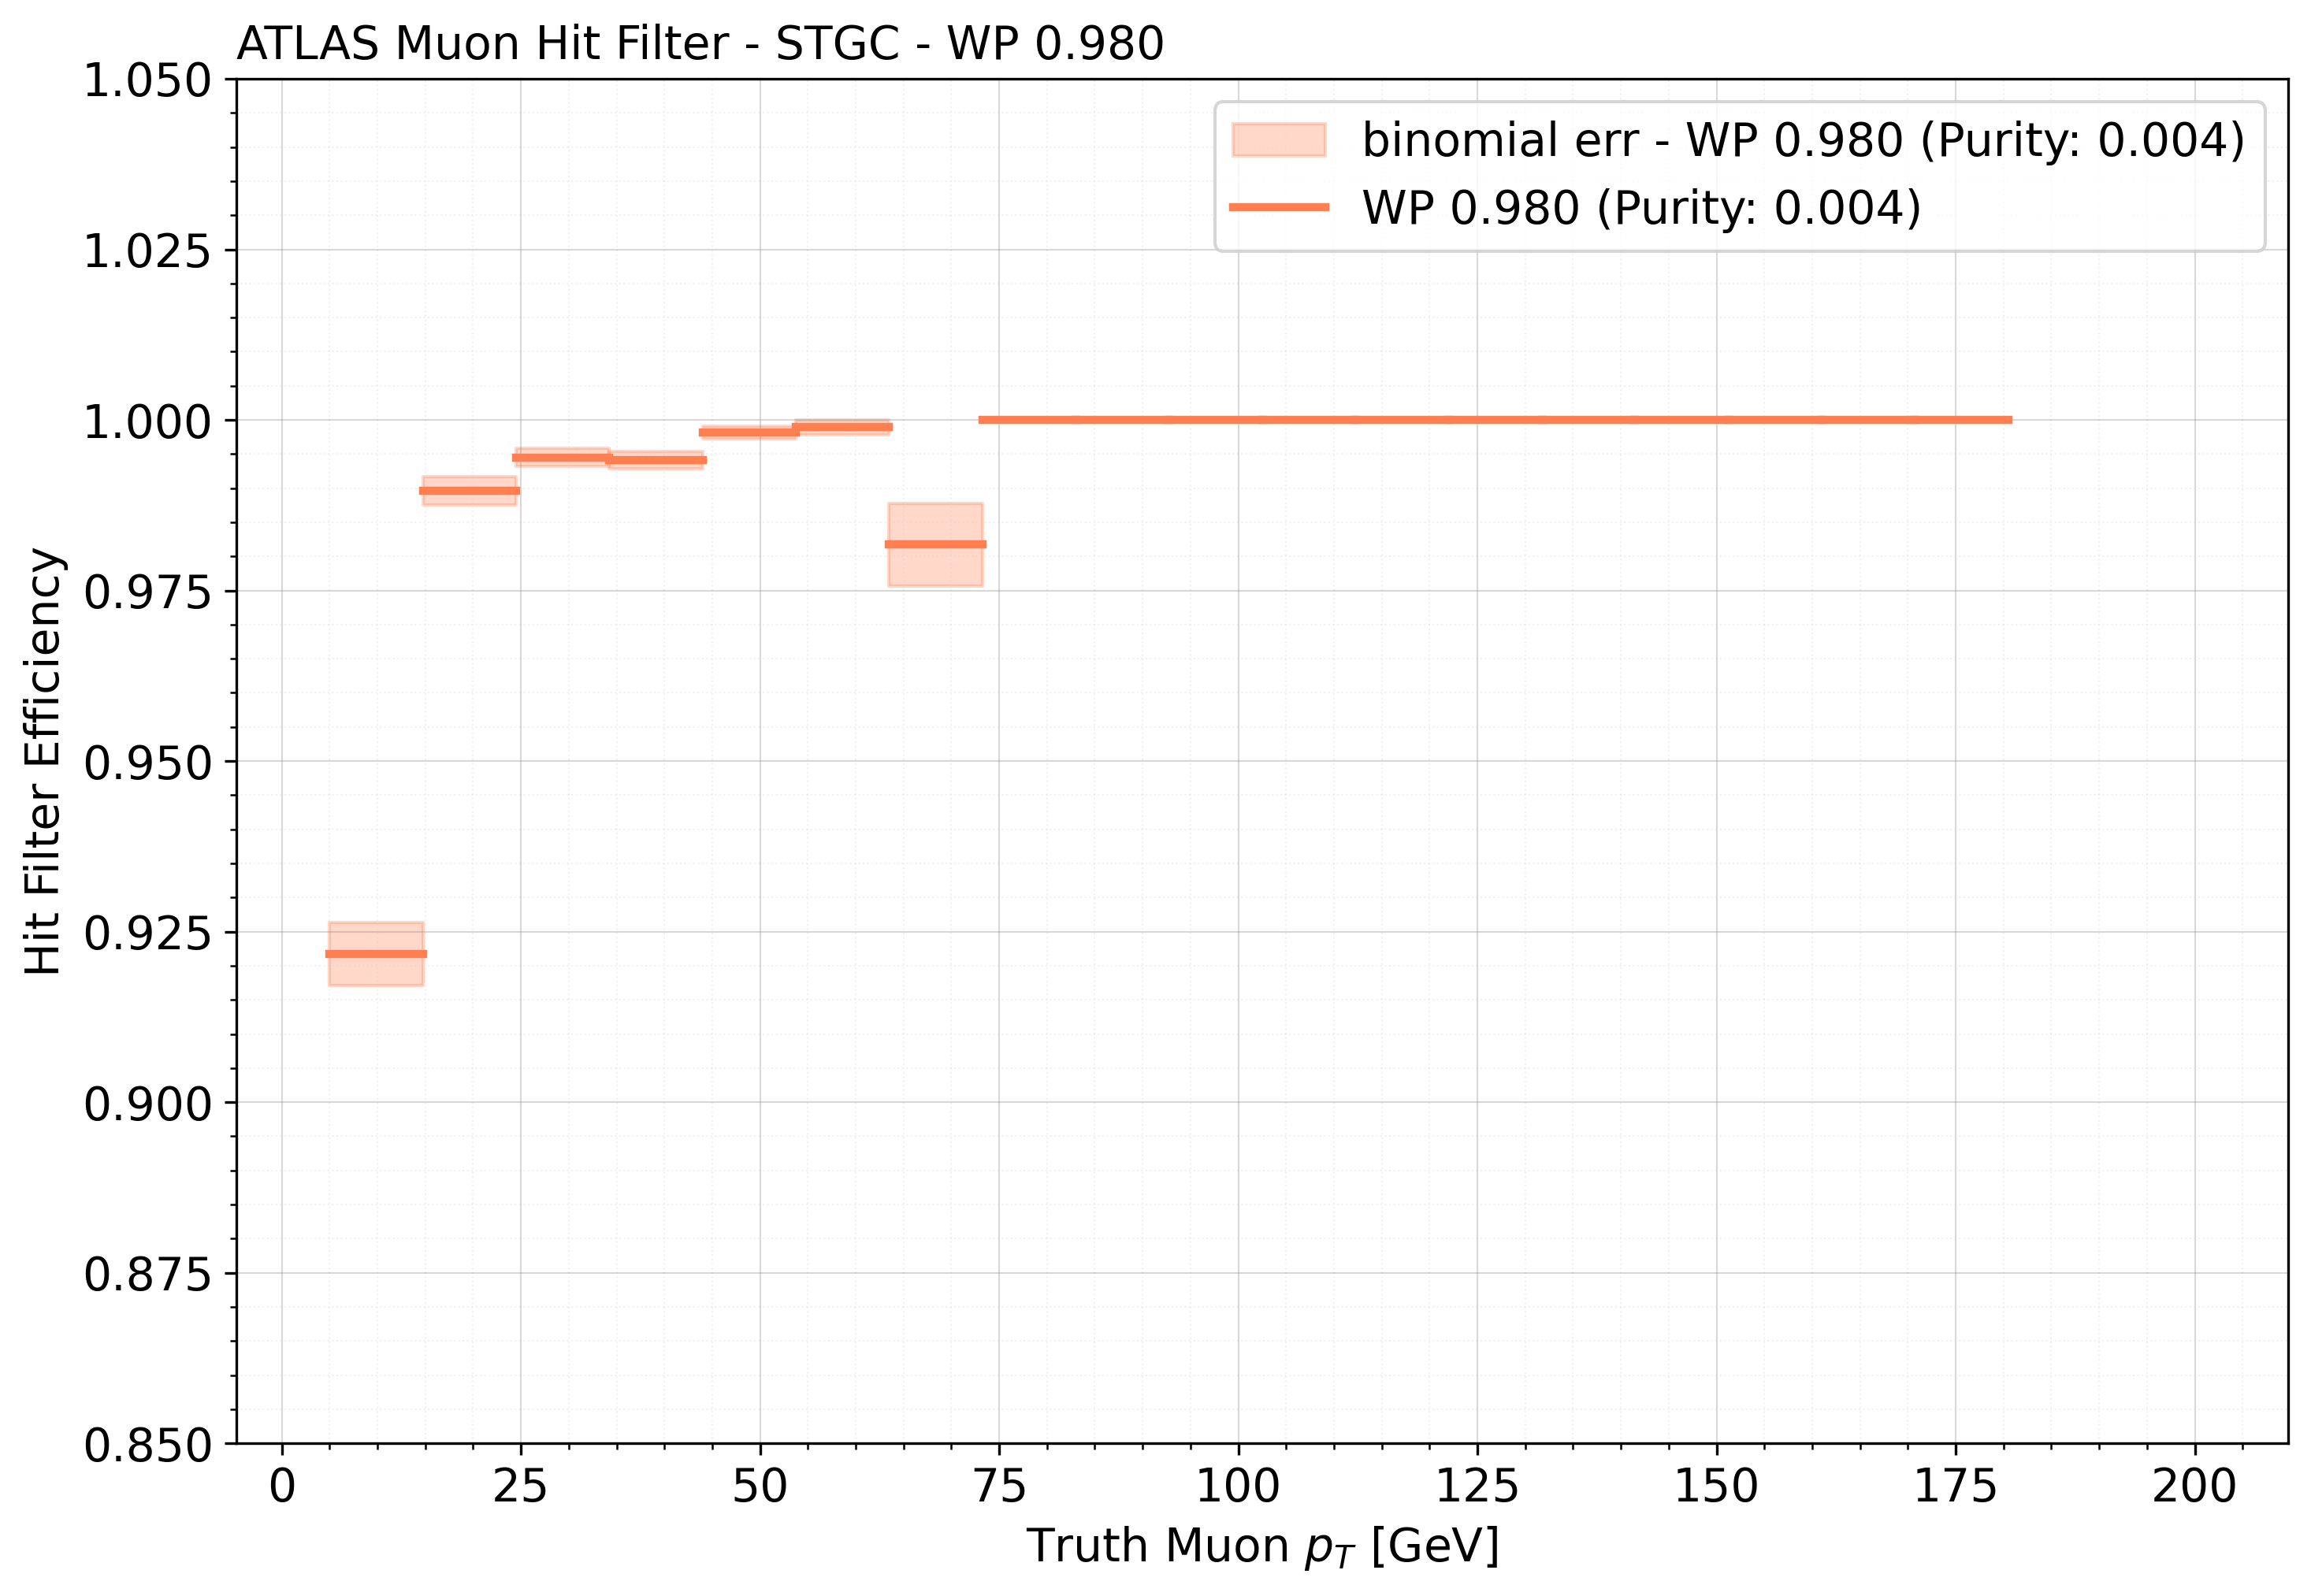 ATLAS Muon Hit Filter - STGC - WP 0.980
1.050
1.025
1.000
0.975
0.950
0.925
0.900
0.875
0.850
Hit Filter Efficiency
binomial err - WP 0.980 (Purity: 0.004)
WP 0.980 (Purity: 0.004)
0 25 50 75 100 125 150 175 200
Truth Muon p_T [GeV]